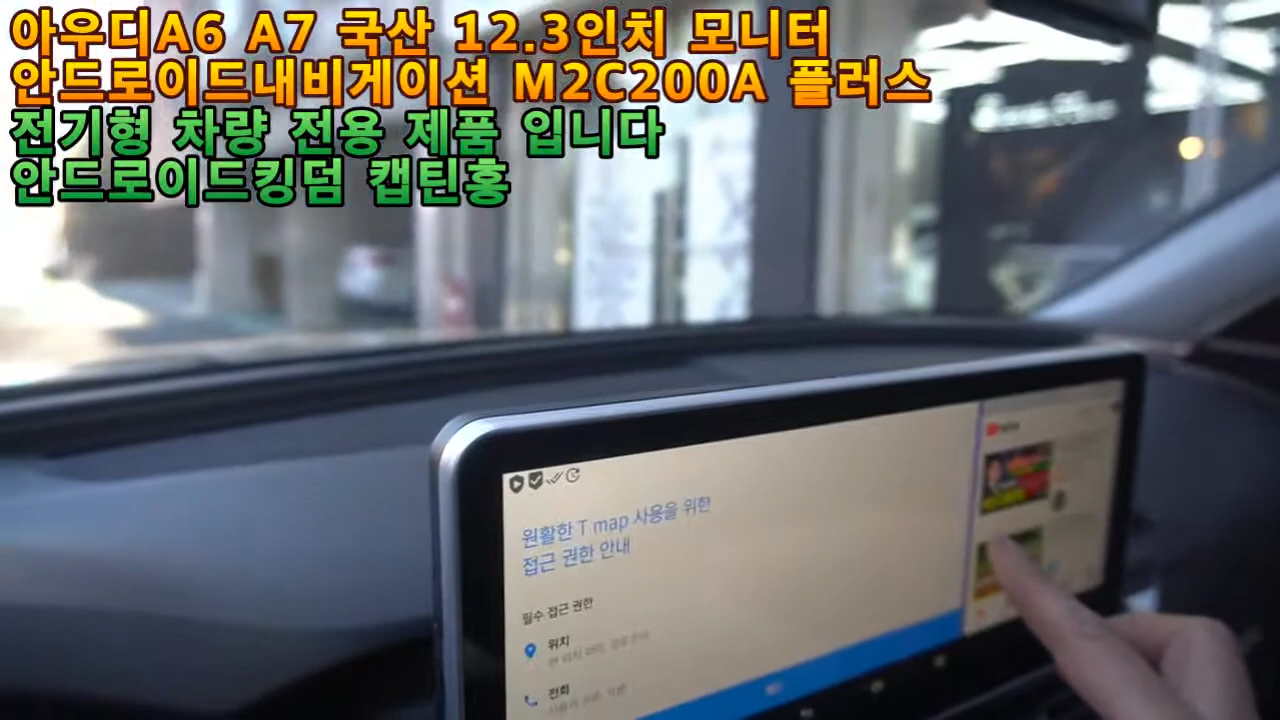 아우디A6 A7 국산 12.3인치 모니터
안드로이드내비게이션 M2C200A 플러스
전기형 차량 전용 제품 입니다
안드로이드킹덤 캡틴홍
원활한 T map 사용을 위한
접근 권한 안내
필수 접근 권한
위치
전화